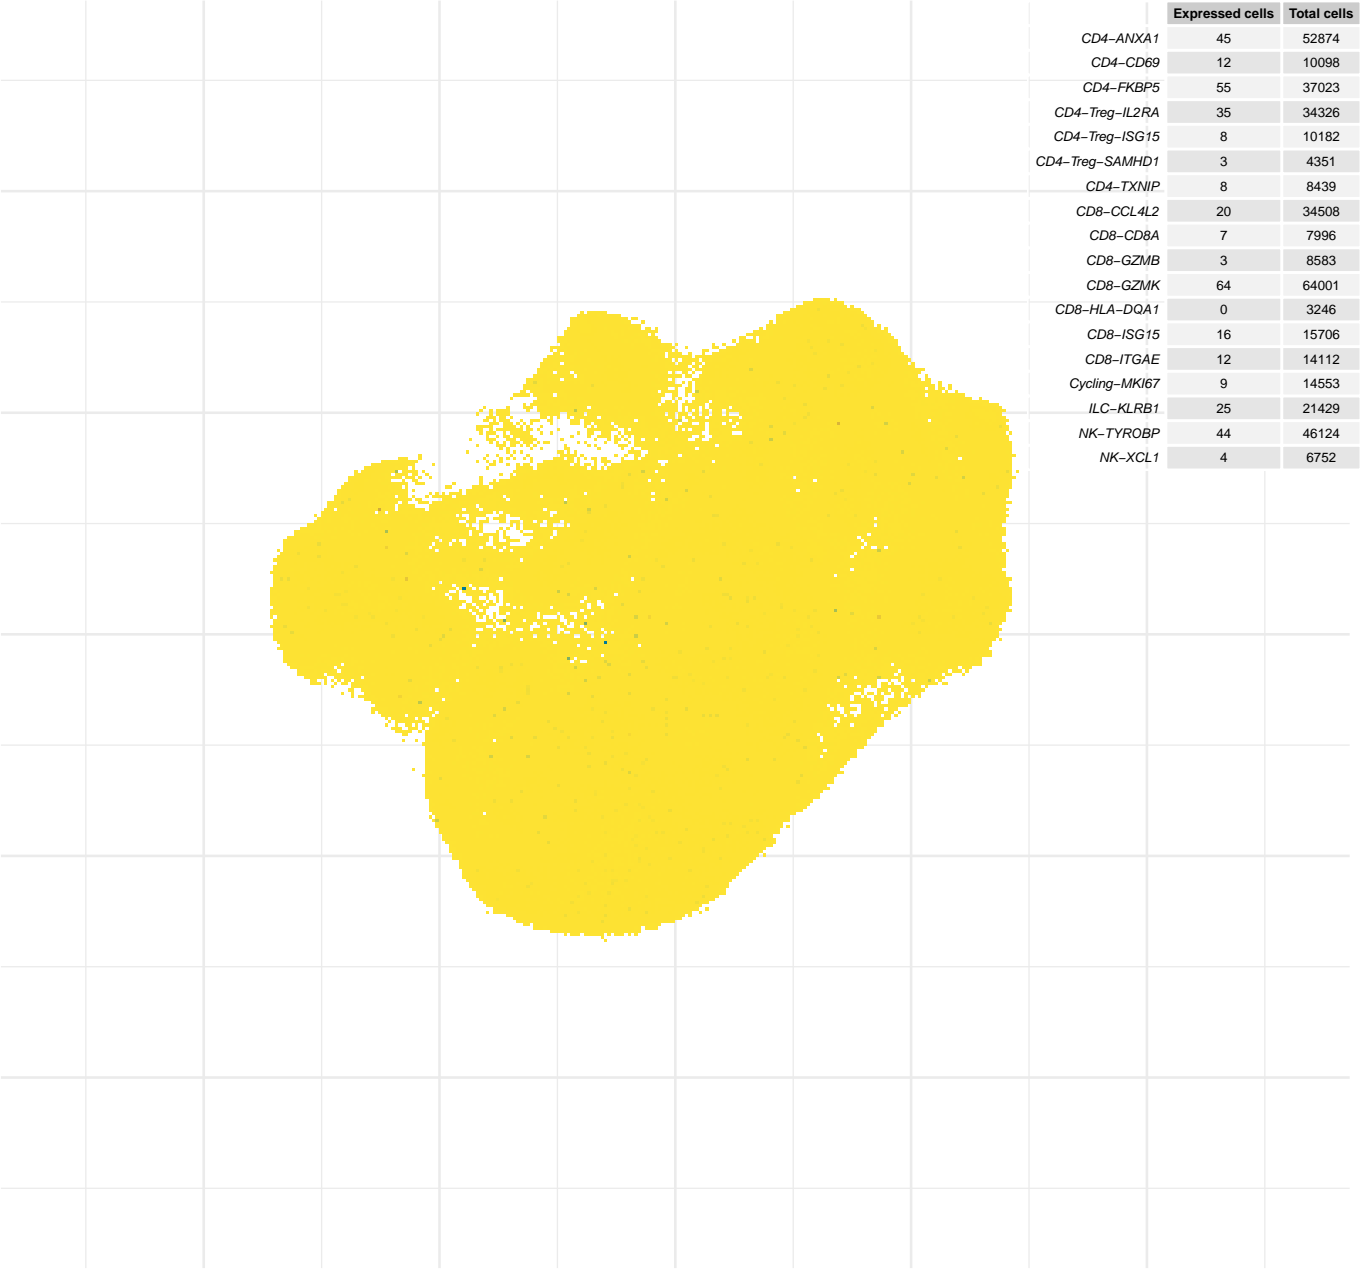 Expressed cells Total cells
CD4−ANXA1 45 52874
CD4−CD69 12 10098
CD4−FKBP5 55 37023
CD4−Treg−IL2RA 35 34326
CD4−Treg−ISG15 8 10182
CD4−Treg−SAMHD1 3 4351
CD4−TXNIP 8 8439
CD8−CCL4L2 20 34508
CD8−CD8A 7 7996
CD8−GZMB 3 8583
CD8−GZMK 64 64001
CD8−HLA−DQA1 0 3246
CD8−ISG15 16 15706
CD8−ITGAE 12 14112
Cycling−MKI67 9 14553
ILC−KLRB1 25 21429
NK−TYROBP 44 46124
NK−XCL1 4 6752